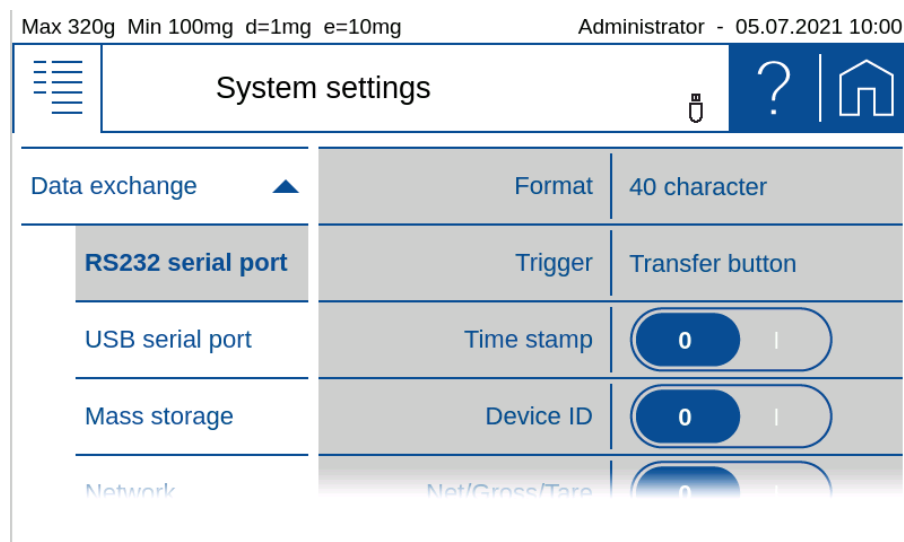 Max 320g Min 100mg d=1mg e=10mg Administrator - 05.07.2021 10:00
System settings ?
Data exchange Format 40 character
RS232 serial port Trigger Transfer button
USB serial port Time stamp 0 I
Mass storage Device ID 0 I
Network Net/Gross/Tare 0 I